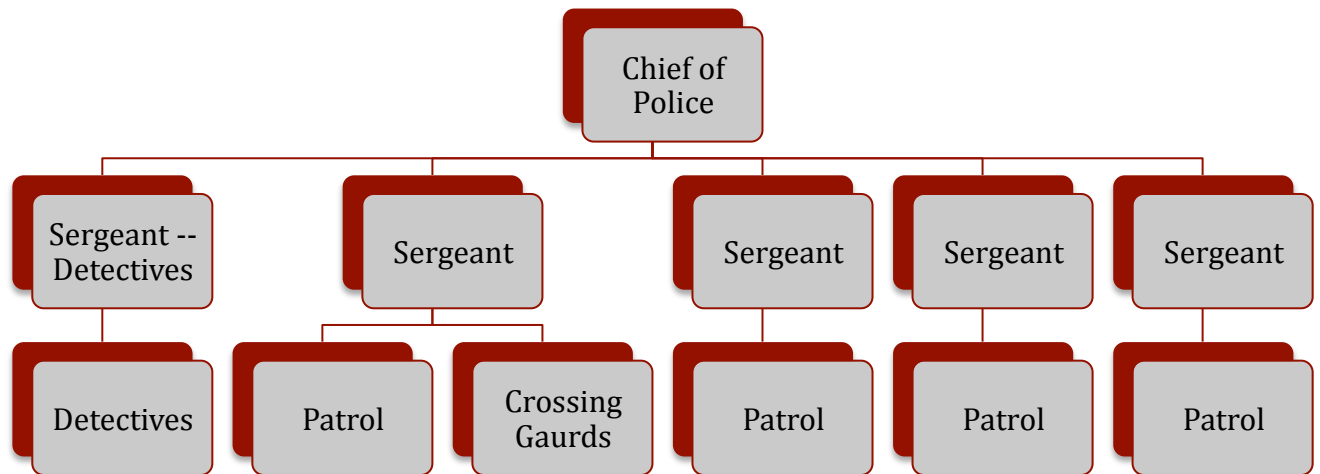 Chief of
Police
Sergeant --
Detectives
Sergeant
Sergeant
Sergeant
Sergeant
Detectives
Patrol
Crossing
Gaurds
Patrol
Patrol
Patrol